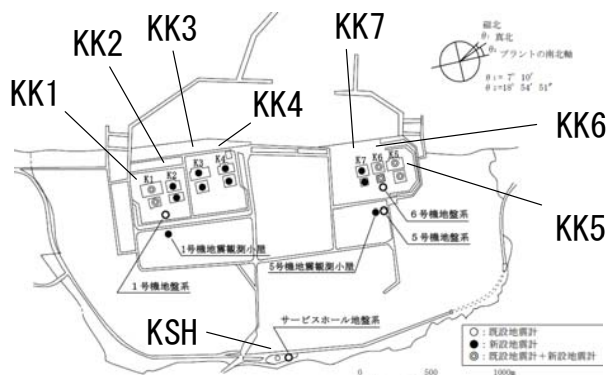 KK3
KK7
KK2
KK1
KK4
KK6
KK5
KSH
磁北
θ₁ 真北
θ₂ プラントの南北軸
θ₁= 7° 10′
θ₂=18° 54′ 51″
K1
K2
K3
K4
K7
K6
K5
6号機地盤系
5号機地盤系
1号機地震観測小屋
5号機地震観測小屋
1号機地盤系
サービスホール地盤系
○:既設地震計
●:新設地震計
◎:既設地震計+新設地震計
0 500 1000m